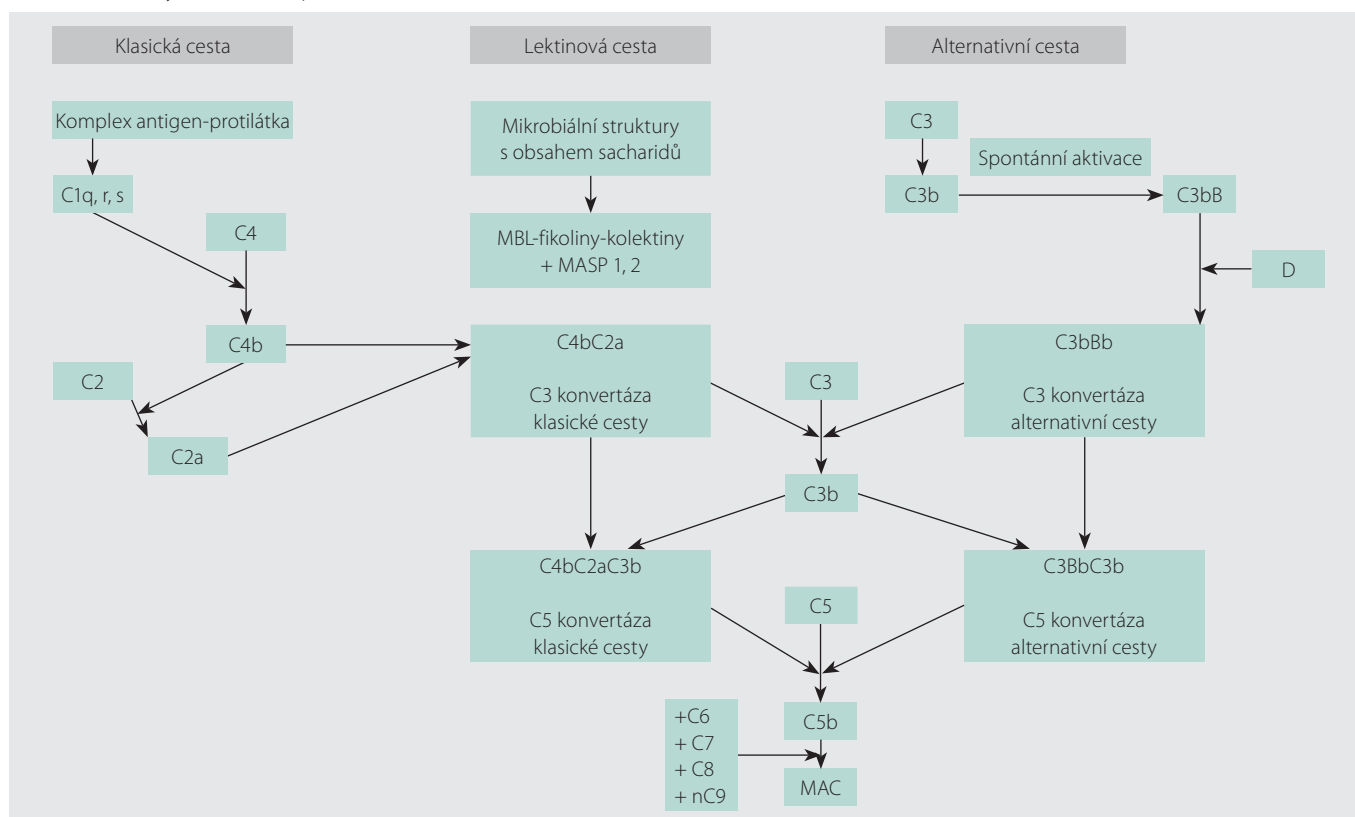 Klasická cesta
Lektinová cesta
Alternativní cesta
Komplex antigen-protilátka
Mikrobiální struktury
s obsahem sacharidů
C3
Spontánní aktivace
C1q, r, s
C3b
C3bB
C4
MBL-fikoliny-kolektiny
+ MASP 1, 2
D
C4b
C4bC2a
C3 konvertáza
klasické cesty
C2
C3
C3bBb
C3 konvertáza
alternativní cesty
C2a
C3b
C4bC2aC3b
C5 konvertáza
klasické cesty
C5
C3BbC3b
C5 konvertáza
alternativní cesty
+C6
+ C7
+ C8
+ nC9
C5b
MAC